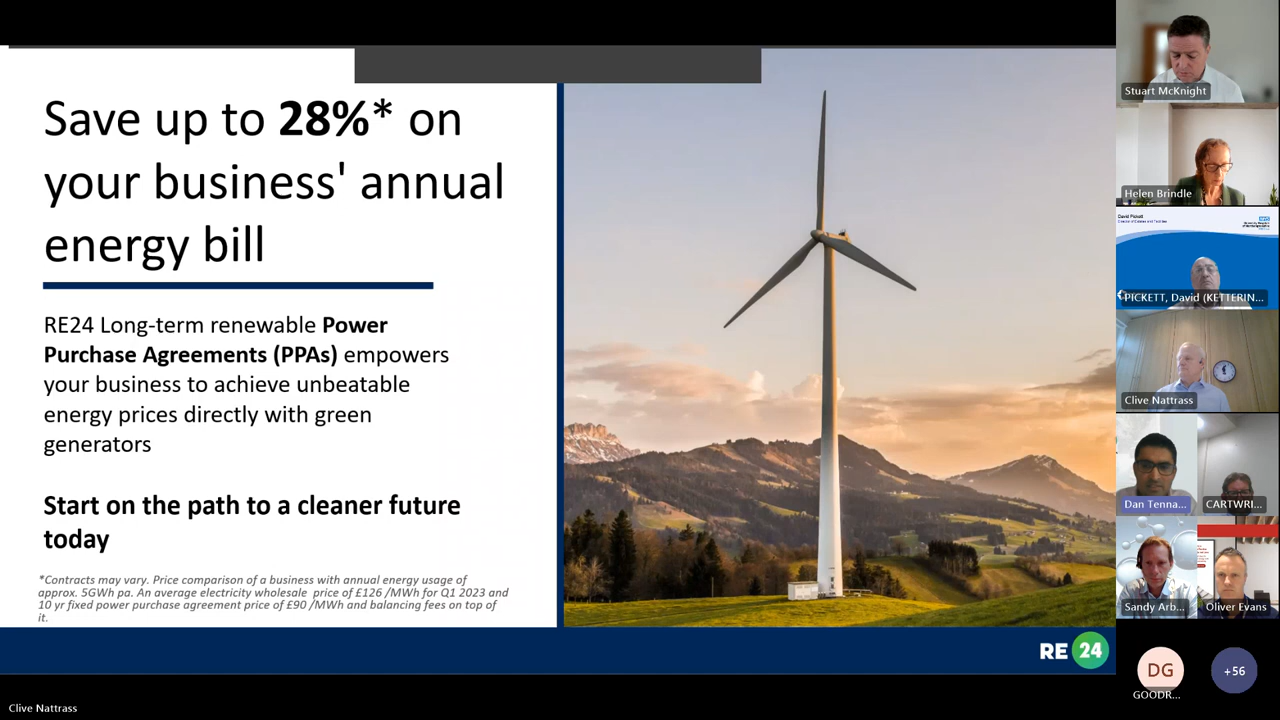 Save up to 28%* on
your business' annual
energy bill
RE24 Long-term renewable Power
Purchase Agreements (PPAs) empowers
your business to achieve unbeatable
energy prices directly with green
generators
Start on the path to a cleaner future
today
*Contracts may vary. Price comparison of a business with annual energy usage of
approx. 5GWh pa. An average electricity wholesale price of £126 /MWh for Q1 2023 and
10 yr fixed power purchase agreement price of £90 /MWh and balancing fees on top of
it.
RE 24
Clive Nattrass
Stuart McKnight
Helen Brindle
David Pickett
NHS
PICKETT, David (KETTERIN...
Clive Nattrass
Dan Tenna...
CARTWRI...
Sandy Arb...
Oliver Evans
DG
GOODR...
+56